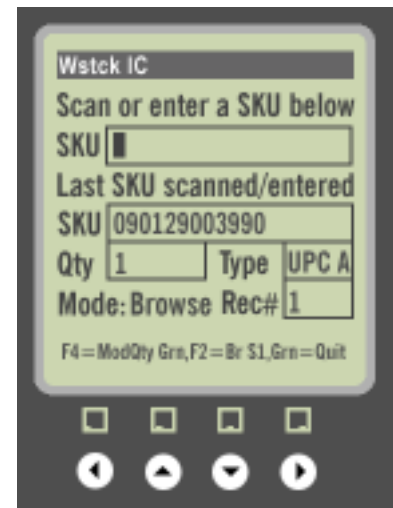 Wstck IC
Scan or enter a SKU below
SKU
Last SKU scanned/entered
SKU 090129003990
Qty 1 Type UPC A
Mode: Browse Rec# 1
F4=ModQty Grn,F2=Br S1,Grn=Quit